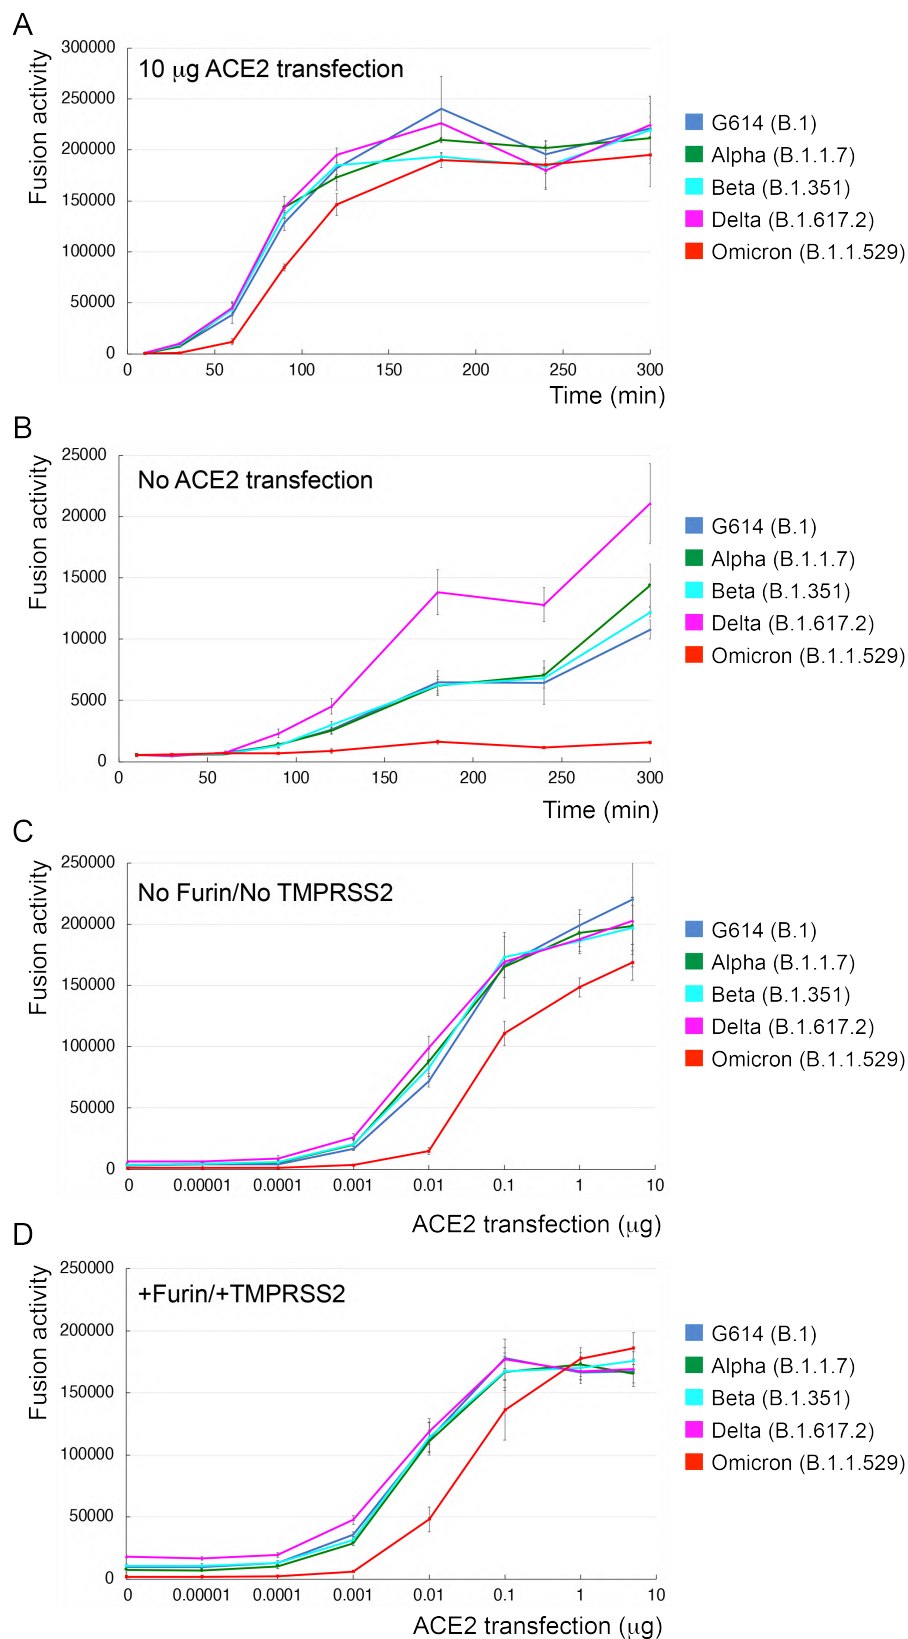 A
300000
10 μg ACE2 transfection
250000
200000
150000
100000
50000
0
Fusion activity
0 50 100 150 200 250 300
Time (min)
G614 (B.1)
Alpha (B.1.1.7)
Beta (B.1.351)
Delta (B.1.617.2)
Omicron (B.1.1.529)
B
25000
No ACE2 transfection
20000
15000
10000
5000
0
Fusion activity
0 50 100 150 200 250 300
Time (min)
G614 (B.1)
Alpha (B.1.1.7)
Beta (B.1.351)
Delta (B.1.617.2)
Omicron (B.1.1.529)
C
250000
No Furin/No TMPRSS2
200000
150000
100000
50000
0
Fusion activity
0 0.00001 0.0001 0.001 0.01 0.1 1 10
ACE2 transfection (μg)
G614 (B.1)
Alpha (B.1.1.7)
Beta (B.1.351)
Delta (B.1.617.2)
Omicron (B.1.1.529)
D
250000
+Furin/+TMPRSS2
200000
150000
100000
50000
0
Fusion activity
0 0.00001 0.0001 0.001 0.01 0.1 1 10
ACE2 transfection (μg)
G614 (B.1)
Alpha (B.1.1.7)
Beta (B.1.351)
Delta (B.1.617.2)
Omicron (B.1.1.529)